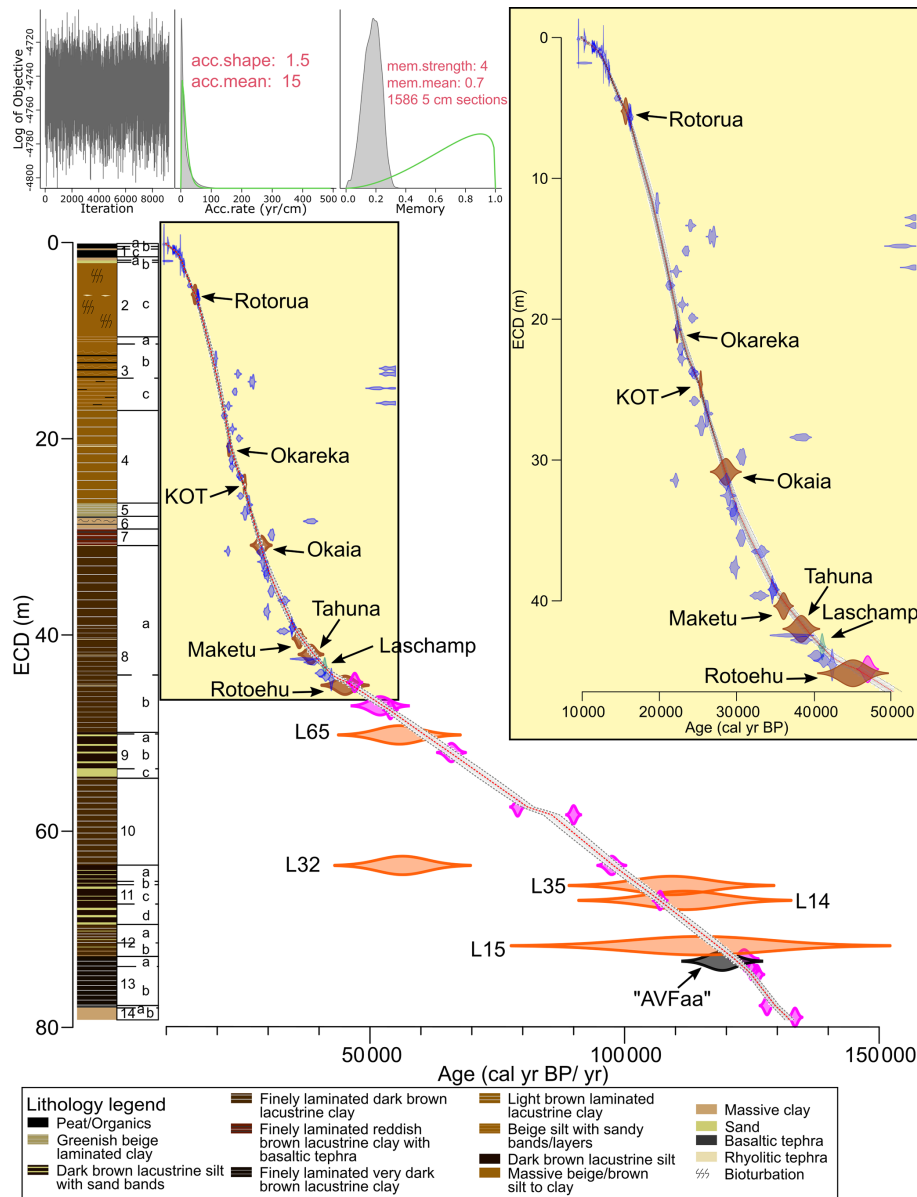 Log of Objective
-4720
-4740
-4760
-4780
-4800
0 2000 4000 6000 8000
Iteration
acc.shape: 1.5
acc.mean: 15
0 100 200 300 400 500
Acc.rate (yr/cm)
mem.strength: 4
mem.mean: 0.7
1586 5 cm sections
0.0 0.2 0.4 0.6 0.8 1.0
Memory
ECD (m)
0
10
20
30
40
Rotorua
Okareka
KOT
Okaia
Tahuna
Laschamp
Maketu
Rotoehu
10000 20000 30000 40000 50000
Age (cal yr BP)
ECD (m)
0
20
40
60
80
1 a b
c
2 a
b
c
3 a
b
c
4
5
6
7
8 a
b
9 a
b
c
10
11 a
b
c
d
12 a
b
13 a
b
14 a b
Rotorua
Okareka
KOT
Okaia
Tahuna
Maketu
Laschamp
Rotoehu
L65
L32
L35
L14
L15
"AVFaa"
50000 100000 150000
Age (cal yr BP/ yr)
Lithology legend
Peat/Organics
Greenish beige
laminated clay
Dark brown lacustrine silt
with sand bands
Finely laminated dark brown
lacustrine clay
Finely laminated reddish
brown lacustrine clay with
basaltic tephra
Finely laminated very dark
brown lacustrine clay
Light brown laminated
lacustrine clay
Beige silt with sandy
bands/layers
Dark brown lacustrine silt
Massive beige/brown
silt to clay
Massive clay
Sand
Basaltic tephra
Rhyolitic tephra
Bioturbation